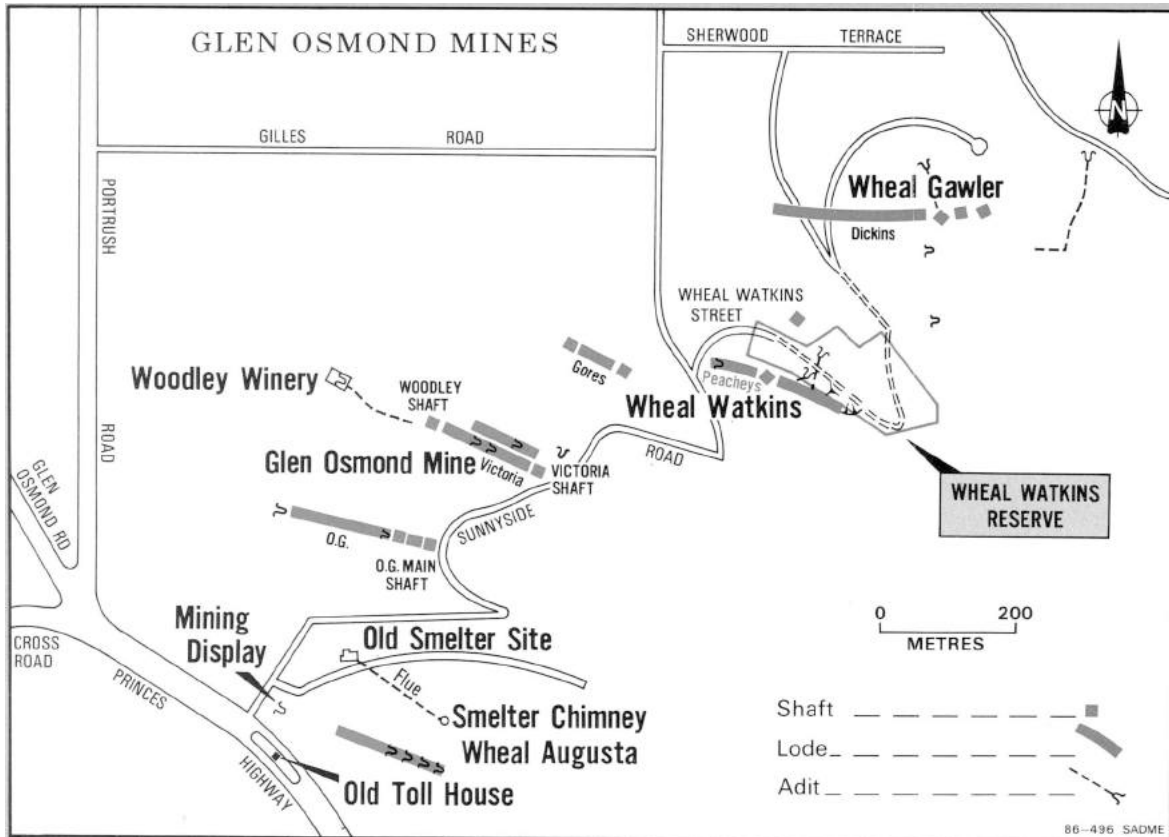 GLEN OSMOND MINES
SHERWOOD TERRACE
N
GILLES ROAD
PORTRUSH
ROAD
Wheal Gawler
Dickins
WHEAL WATKINS
STREET
Gores
Peacheys
Wheal Watkins
Woodley Winery
WOODLEY
SHAFT
Glen Osmond Mine
Victoria
VICTORIA
SHAFT
ROAD
SUNNYSIDE
WHEAL WATKINS
RESERVE
GLEN
OSMOND RD
O.G.
O.G. MAIN
SHAFT
Mining
Display
Old Smelter Site
CROSS
ROAD
PRINCES
HIGHWAY
Flue
Smelter Chimney
Wheal Augusta
Old Toll House
0 200
METRES
Shaft
Lode
Adit
86-496 SADME